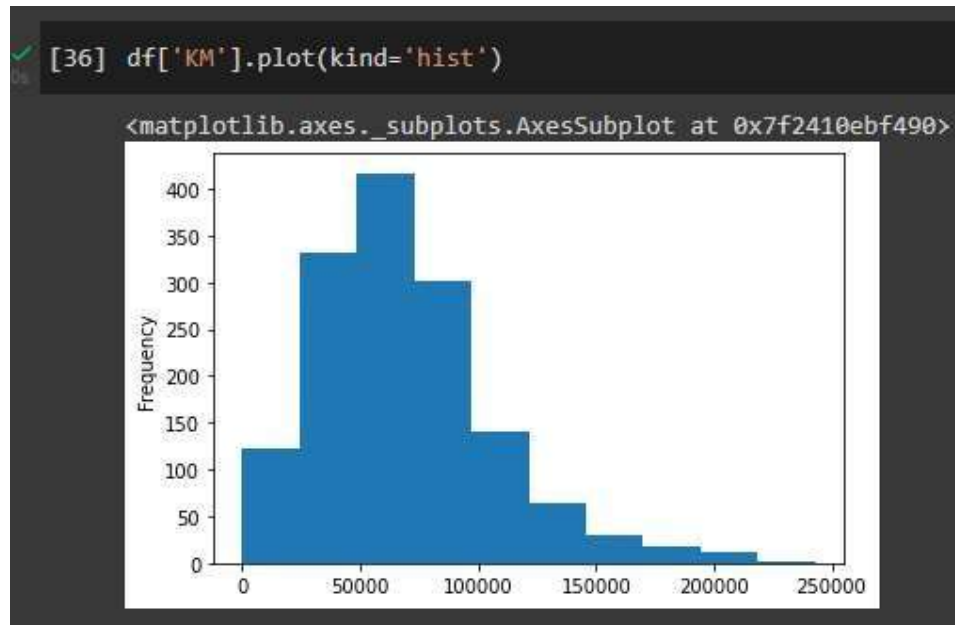 [36] df['KM'].plot(kind='hist')
0s
<matplotlib.axes._subplots.AxesSubplot at 0x7f2410ebf490>
400
350
300
250
200
150
100
50
0
Frequency
0 50000 100000 150000 200000 250000